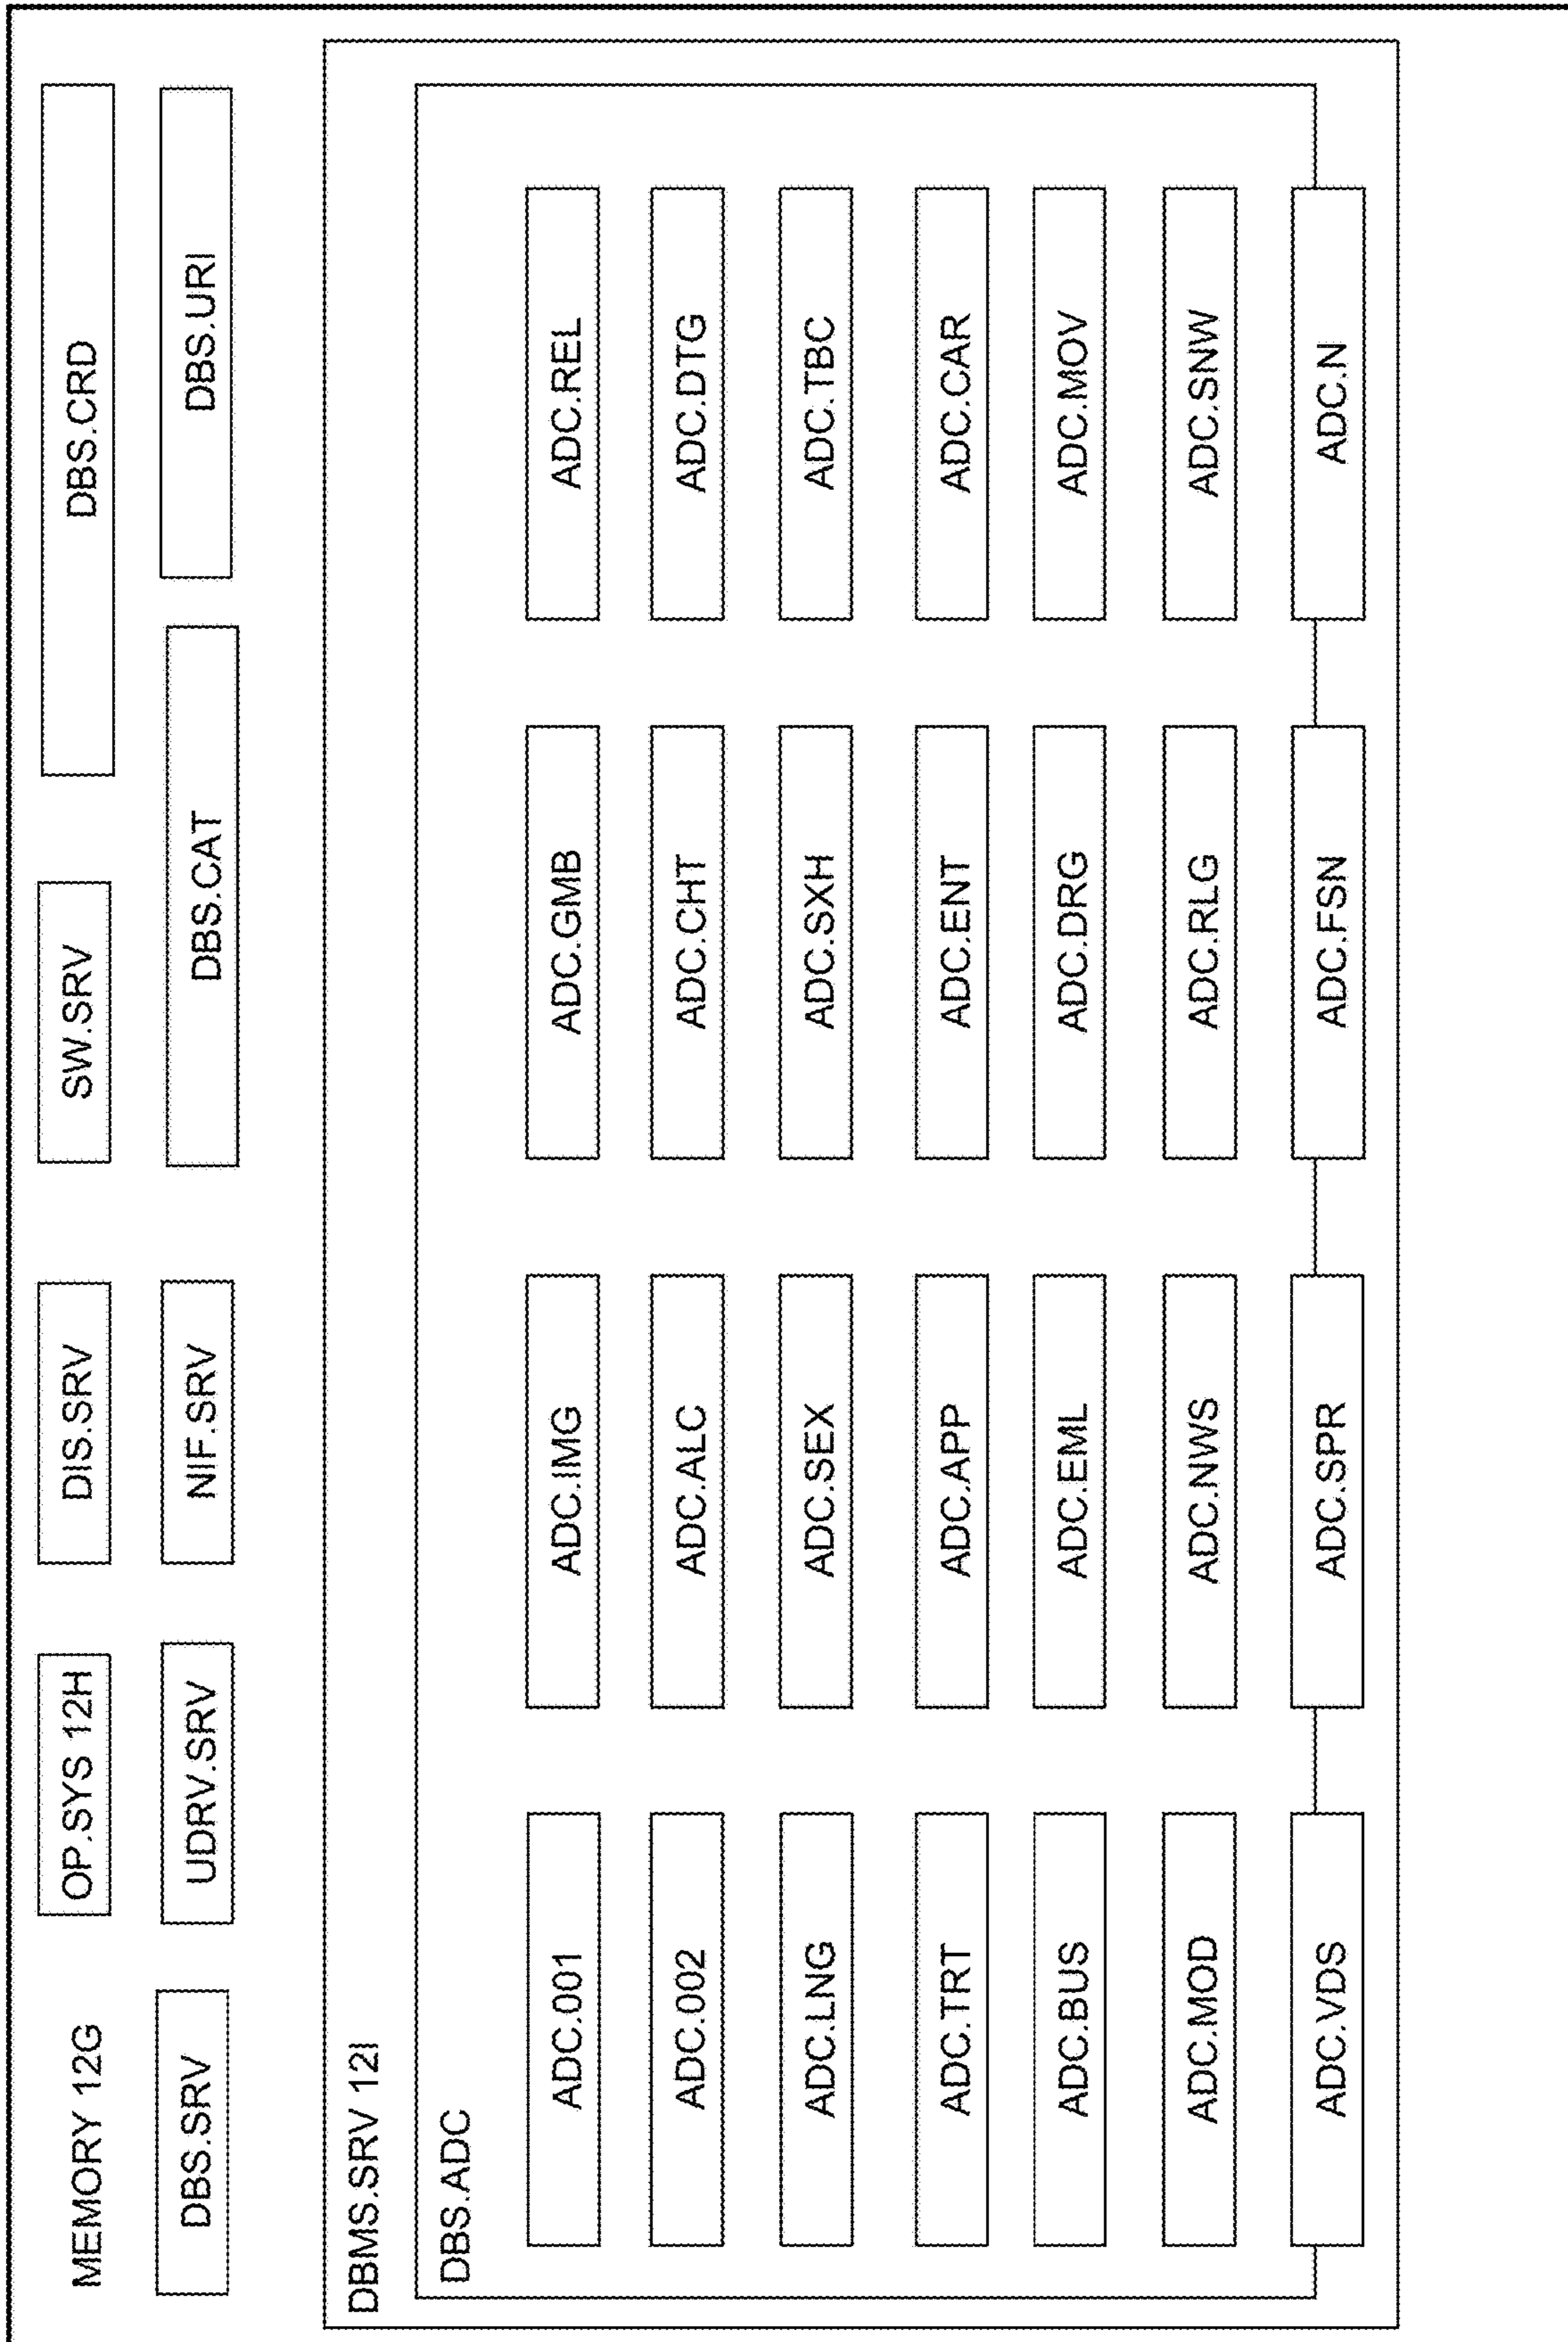 MEMORY 12G
OP.SYS 12H
DIS.SRV
SW.SRV
DBS.CRD
DBS.SRV
UDRV.SRV
NIF.SRV
DBS.CAT
DBS.URI
DBMS.SRV 12I
DBS.ADC
ADC.001
ADC.IMG
ADC.GMB
ADC.REL
ADC.002
ADC.ALC
ADC.CHT
ADC.DTG
ADC.LNG
ADC.SEX
ADC.SXH
ADC.TBC
ADC.TRT
ADC.APP
ADC.ENT
ADC.CAR
ADC.BUS
ADC.EML
ADC.DRG
ADC.MOV
ADC.MOD
ADC.NWS
ADC.RLG
ADC.SNW
ADC.VDS
ADC.SPR
ADC.FSN
ADC.N